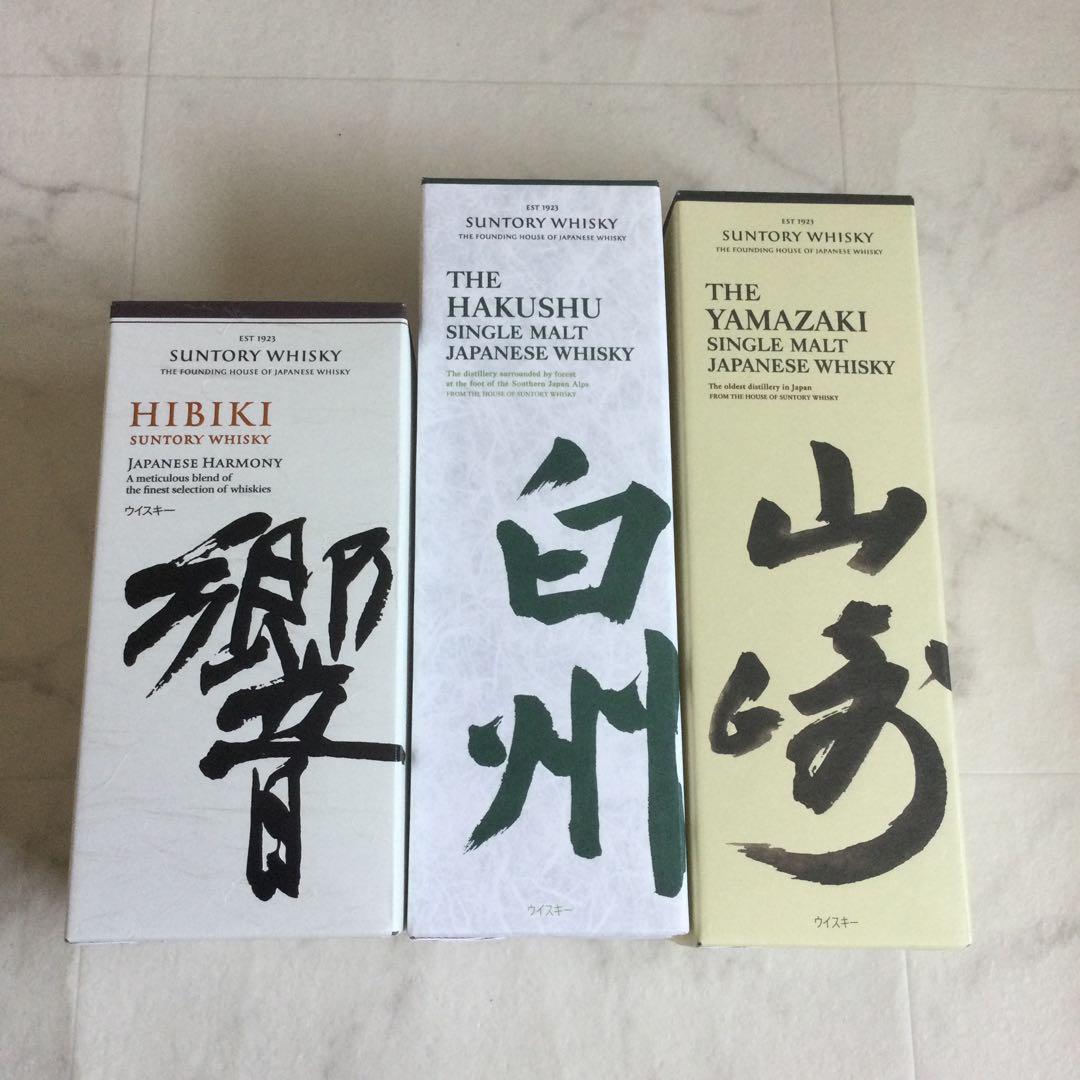 EST 1923
SUNTORY WHISKY
THE FOUNDING HOUSE OF JAPANESE WHISKY
HIBIKI
SUNTORY WHISKY
JAPANESE HARMONY
A meticulous blend of
the finest selection of whiskies
ウイスキー
響
EST 1923
SUNTORY WHISKY
THE FOUNDING HOUSE OF JAPANESE WHISKY
THE
HAKUSHU
SINGLE MALT
JAPANESE WHISKY
The distillery surrounded by forest
at the foot of the Southern Japan Alps
FROM THE HOUSE OF SUNTORY WHISKY
白
州
ウイスキー
EST 1923
SUNTORY WHISKY
THE FOUNDING HOUSE OF JAPANESE WHISKY
THE
YAMAZAKI
SINGLE MALT
JAPANESE WHISKY
The oldest distillery in Japan
FROM THE HOUSE OF SUNTORY WHISKY
山
崎
ウイスキー